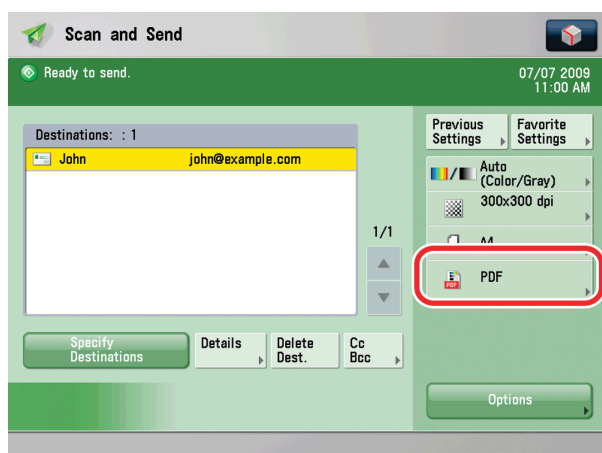 Scan and Send
Ready to send.
07/07 2009
11:00 AM
Destinations: : 1
John john@example.com
1/1
Previous
Settings
Favorite
Settings
Auto
(Color/Gray)
300x300 dpi
A4
PDF
PDF
Specify
Destinations
Details
Delete
Dest.
Cc
Bcc
Options